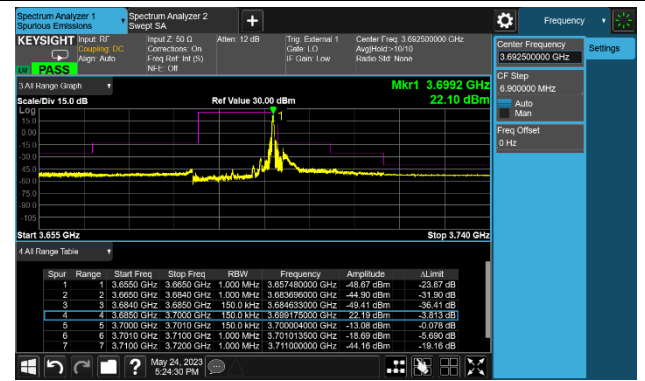 Spectrum Analyzer 1
Spurious Emissions
Spectrum Analyzer 2
Swept SA
Frequency
KEYSIGHT
Input: RF
Coupling: DC
Align: Auto
Input Z: 50 Ω
Corrections: On
Freq Ref: Int (S)
NFE: Off
Atten: 12 dB
Trig: External 1
Gate: LO
IF Gain: Low
Center Freq: 3.692500000 GHz
Avg|Hold:>10/10
Radio Std: None
PASS
Center Frequency
3.692500000 GHz
Settings
CF Step
6.900000 MHz
Auto
Man
Freq Offset
0 Hz
3 All Range Graph
Mkr1 3.6992 GHz
Scale/Div 15.0 dB
Ref Value 30.00 dBm
22.10 dBm
Log
15.0
0.00
-15.0
-30.0
-45.0
-60.0
-75.0
-90.0
-105
1
Start 3.655 GHz
Stop 3.740 GHz
4 All Range Table
Spur Range Start Freq Stop Freq RBW Frequency Amplitude ΔLimit
1 1 3.6550 GHz 3.6650 GHz 1.000 MHz 3.657480000 GHz -48.67 dBm -23.67 dB
2 2 3.6650 GHz 3.6840 GHz 1.000 MHz 3.683696000 GHz -44.90 dBm -31.90 dB
3 3 3.6840 GHz 3.6850 GHz 150.0 kHz 3.684633000 GHz -49.41 dBm -36.41 dB
4 4 3.6850 GHz 3.7000 GHz 150.0 kHz 3.699175000 GHz 22.19 dBm -3.813 dB
5 5 3.7000 GHz 3.7010 GHz 150.0 kHz 3.700004000 GHz -13.08 dBm -0.078 dB
6 6 3.7010 GHz 3.7100 GHz 1.000 MHz 3.701013500 GHz -18.69 dBm -5.690 dB
7 7 3.7100 GHz 3.7200 GHz 1.000 MHz 3.711000000 GHz -44.16 dBm -19.16 dB
May 24, 2023
5:24:30 PM